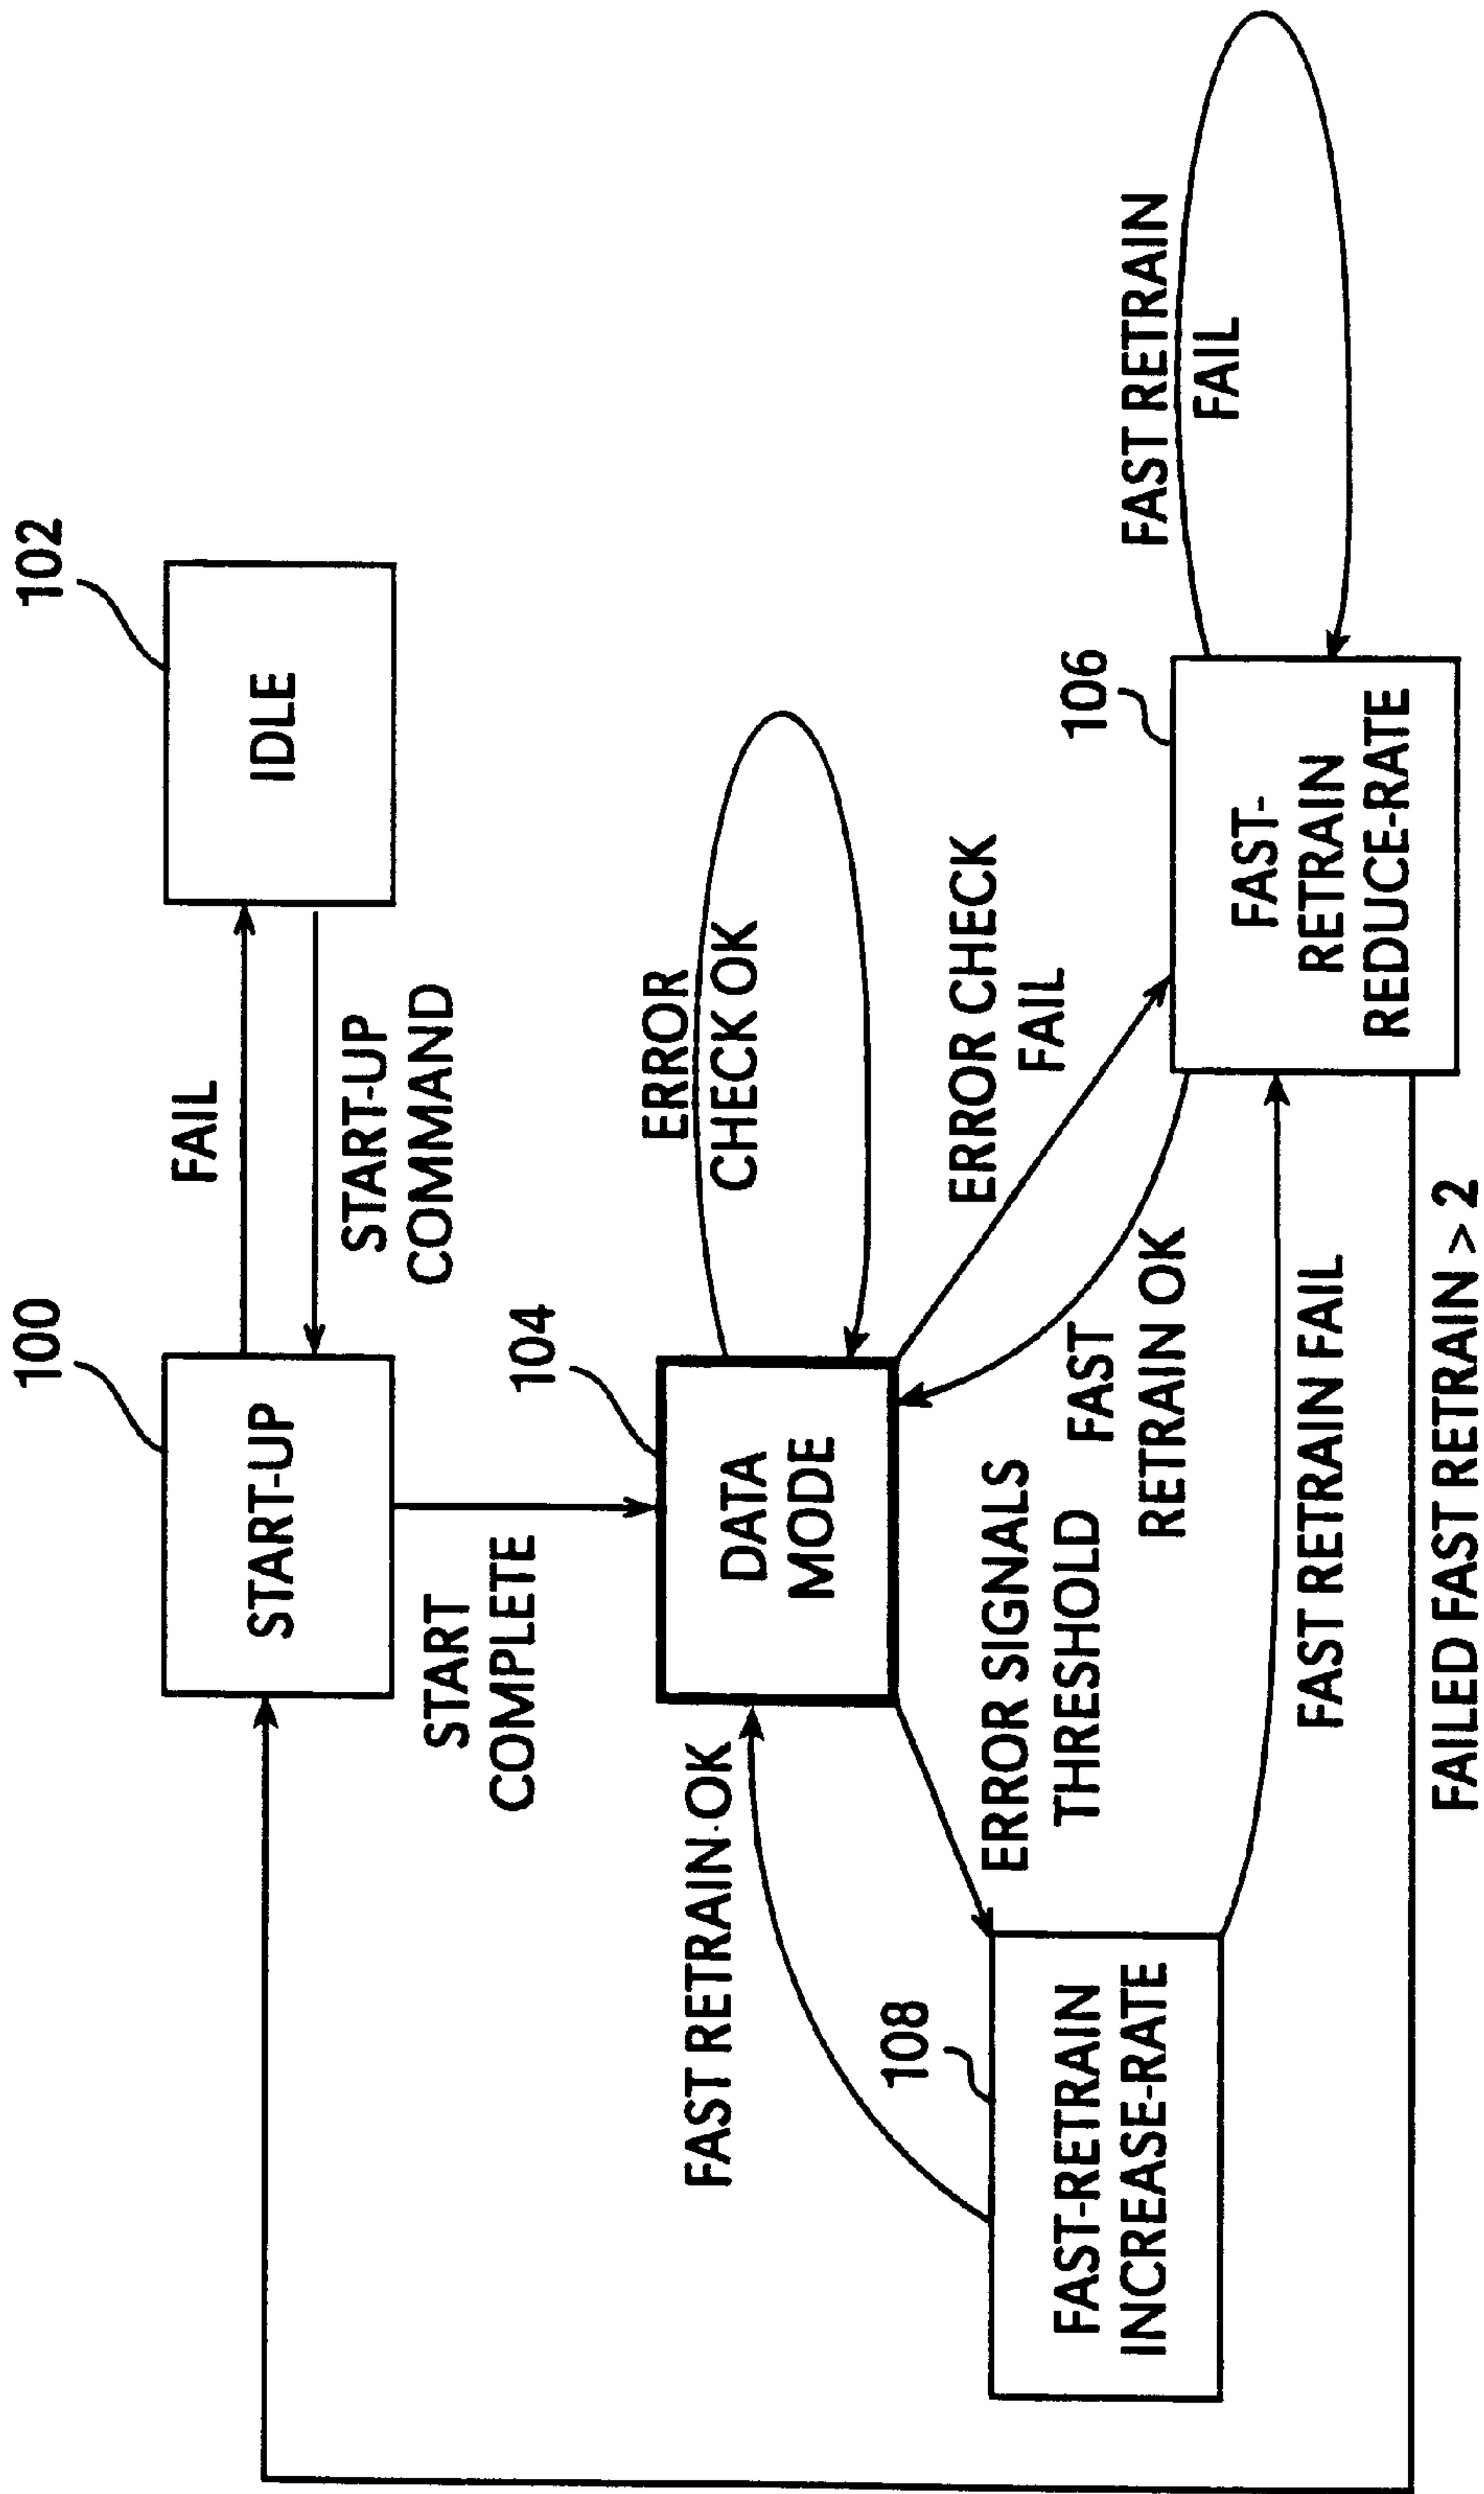 100
102
START-UP
FAIL
IDLE
START-UP
COMMAND
START
COMPLETE
104
DATA
MODE
ERROR
CHECK OK
FAST RETRAIN OK
ERROR SIGNALS
THRESHOLD
ERROR CHECK
FAIL
FAST
RETRAIN OK
108
FAST-RETRAIN
INCREASE-RATE
106
FAST-
RETRAIN
REDUCE-RATE
FAST RETRAIN
FAIL
FAST RETRAIN FAIL
FAILED FAST RETRAIN > 2